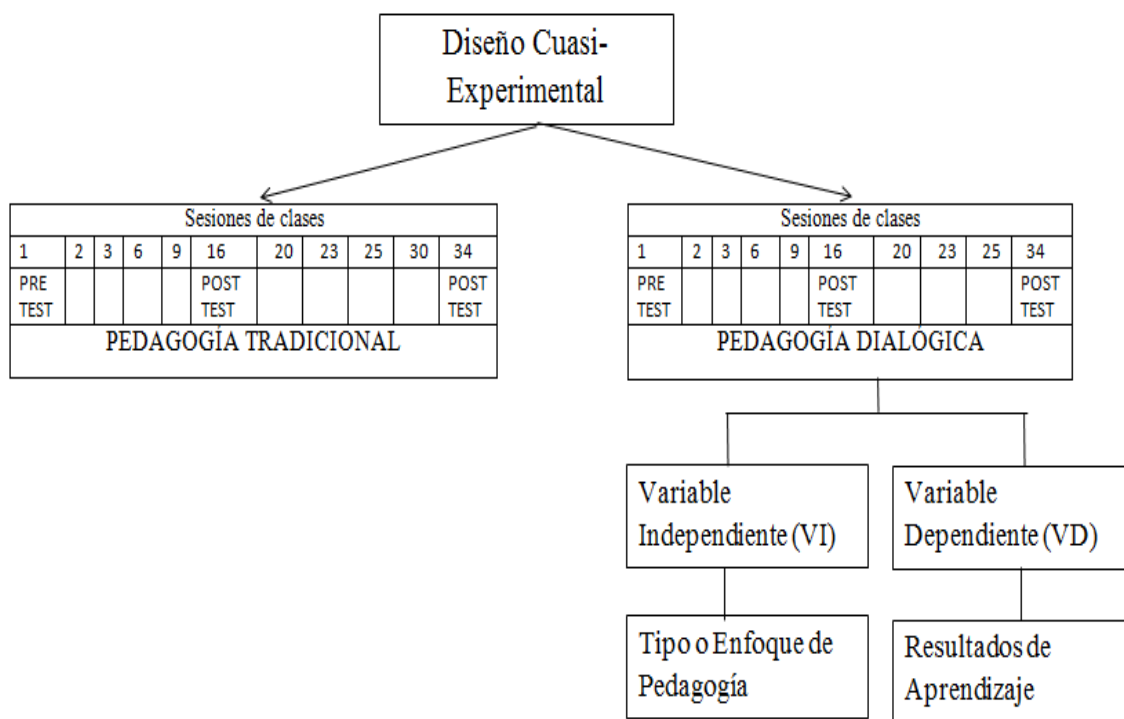 Diseño Cuasi-
Experimental
Sesiones de clases
1 2 3 6 9 16 20 23 25 30 34
PRE POST POST
TEST TEST TEST
PEDAGOGÍA TRADICIONAL
Sesiones de clases
1 2 3 6 9 16 20 23 25 34
PRE POST POST
TEST TEST TEST
PEDAGOGÍA DIALÓGICA
Variable
Independiente (VI)
Variable
Dependiente (VD)
Tipo o Enfoque de
Pedagogía
Resultados de
Aprendizaje